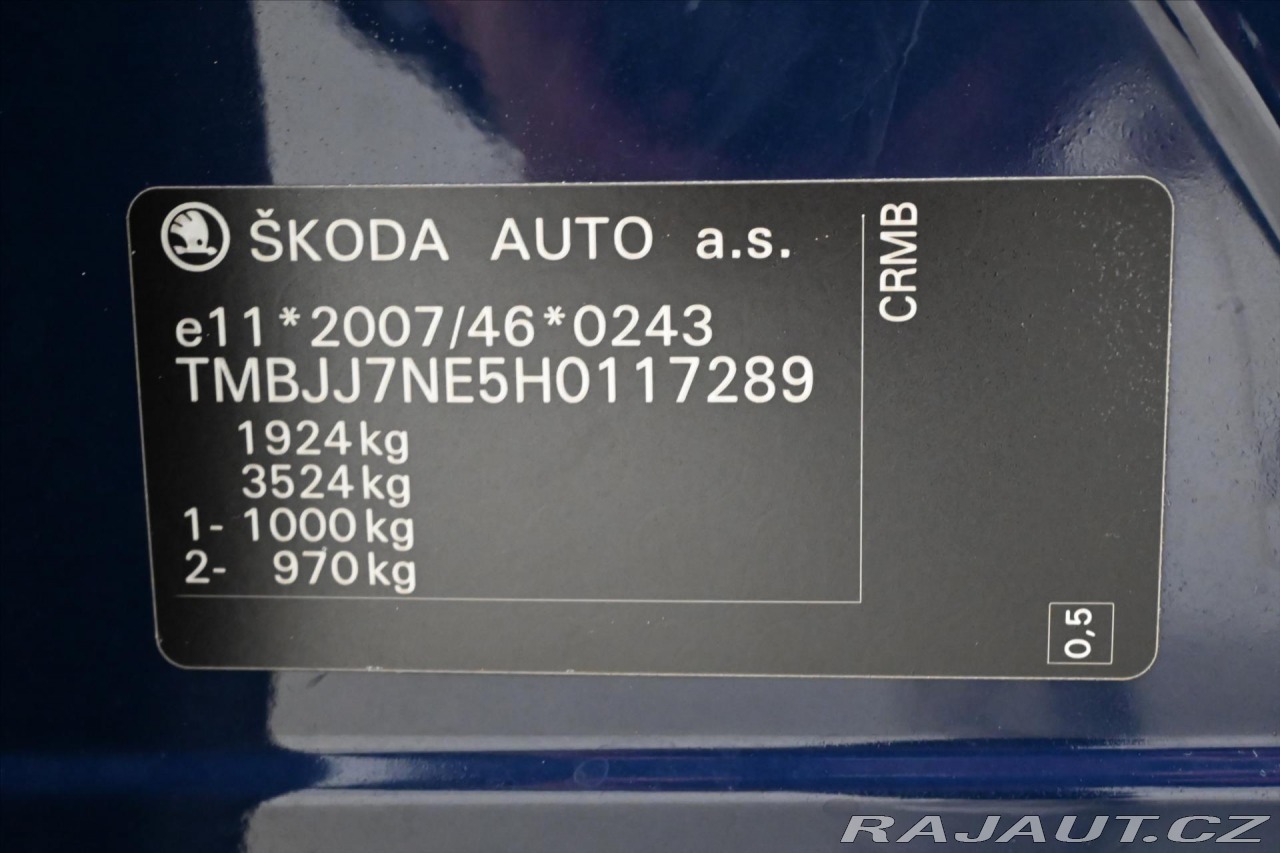 ŠKODA AUTO a.s.
e11*2007/46*0243
TMBJJ7NE5H0117289
1924kg
3524kg
1- 1000kg
2- 970kg
CRMB
0,5
RAJAUT.CZ